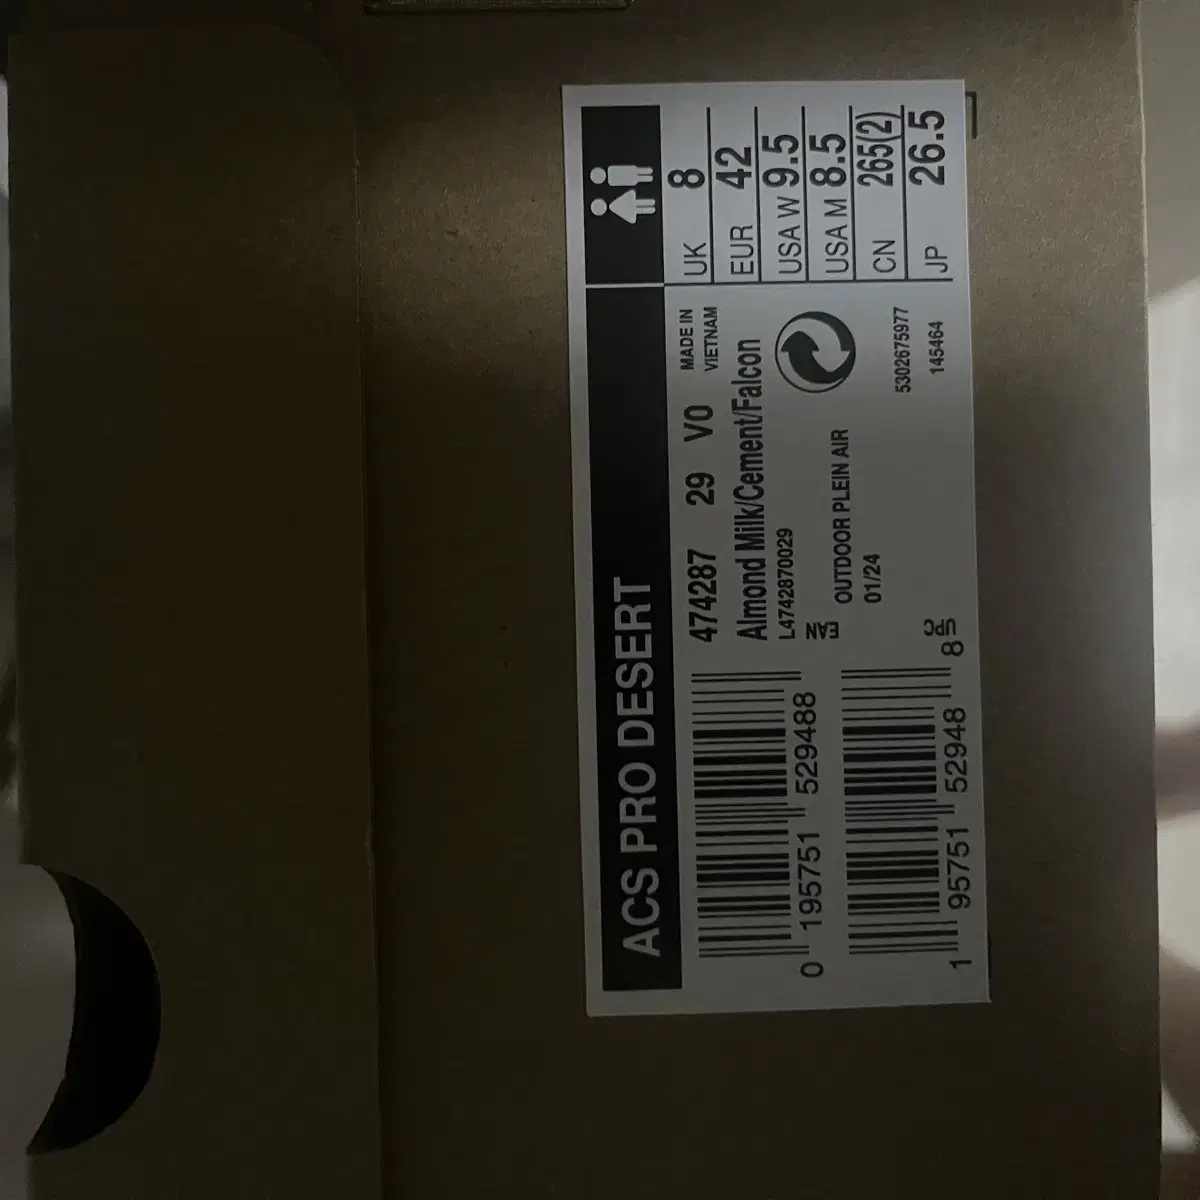 ACS PRO DESERT
474287 29 V0 MADE IN
VIETNAM
Almond Milk/Cement/Falcon
L4742870029
OUTDOOR PLEIN AIR
01/24
5302675977
145464
0 195751 529488
1 95751 52948 8
UPC
UK 8
EUR 42
USA W 9.5
USA M 8.5
CN 265(2)
JP 26.5